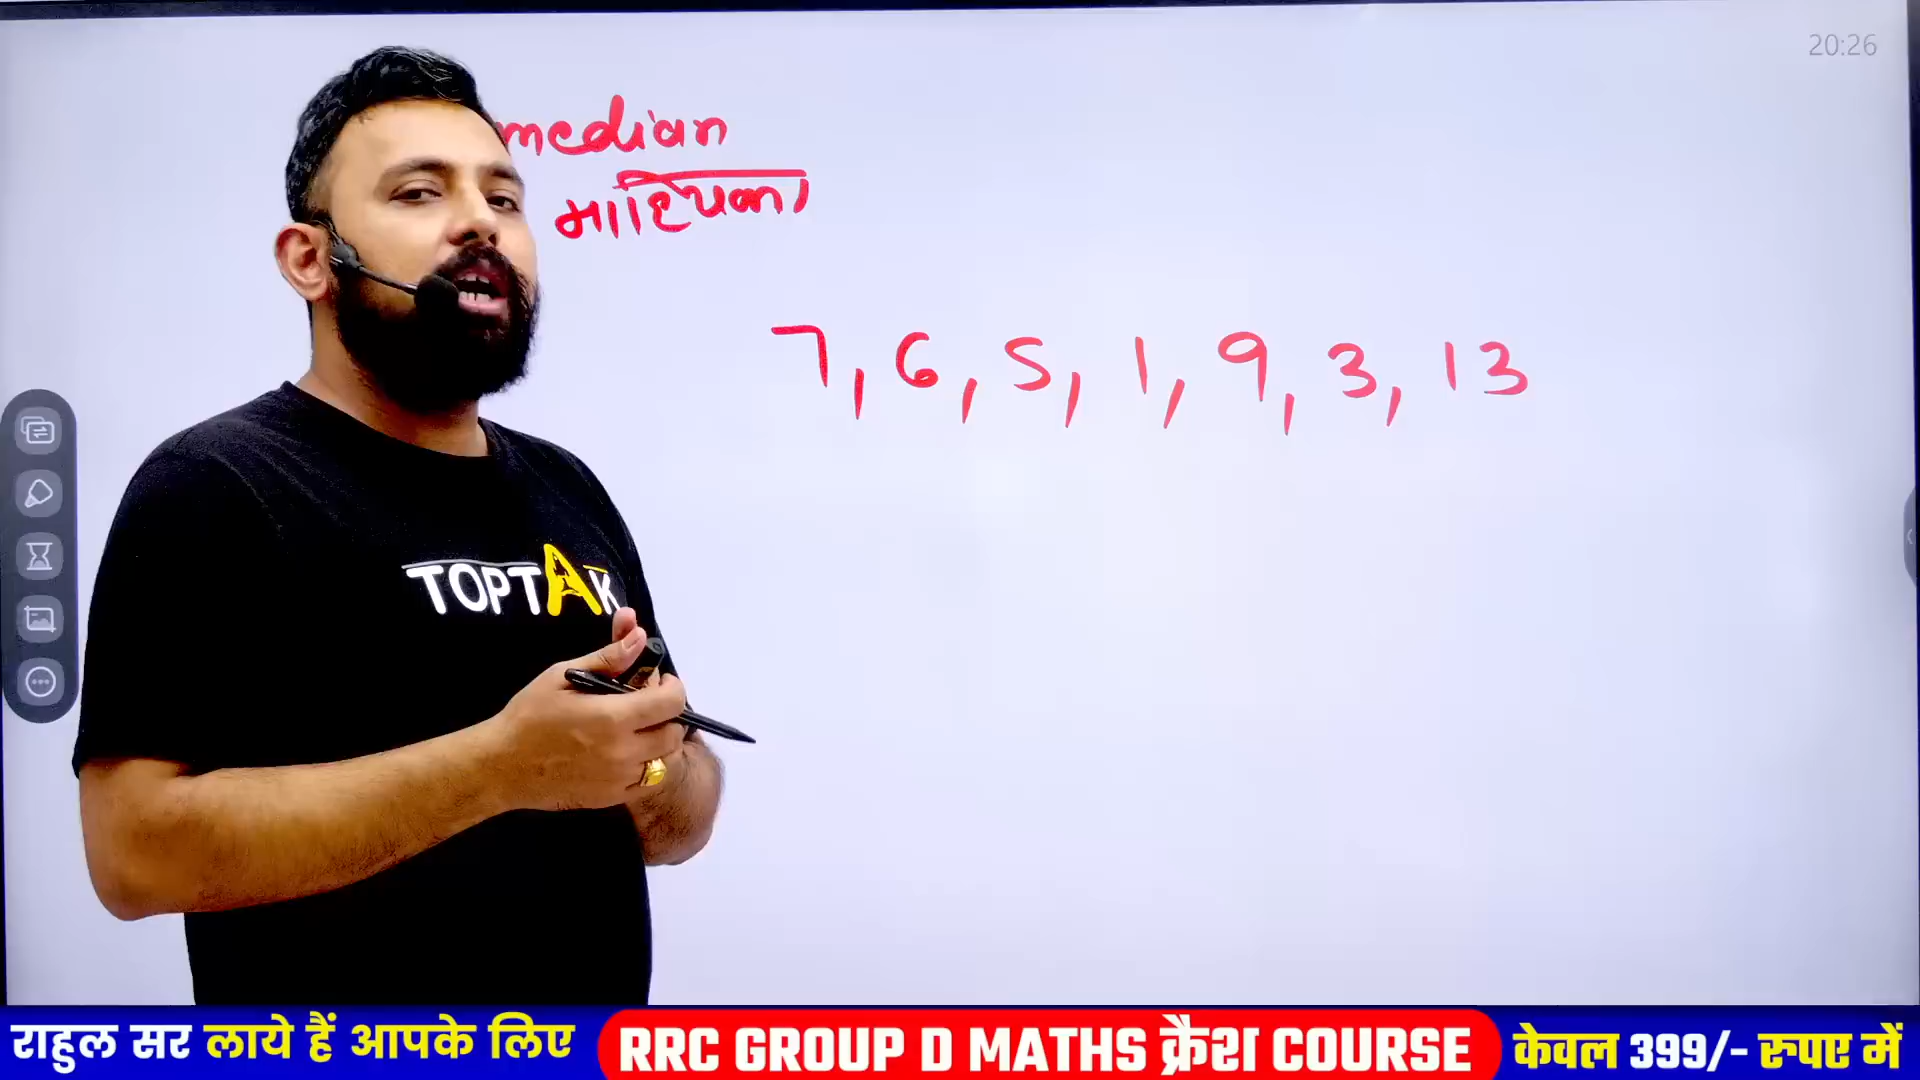 20:26
median
माध्यिका
7, 6, 5, 1, 9, 3, 13
TOPTAK
राहुल सर लाये हैं आपके लिए RRC GROUP D MATHS क्रैश COURSE केवल 399/- रुपए में